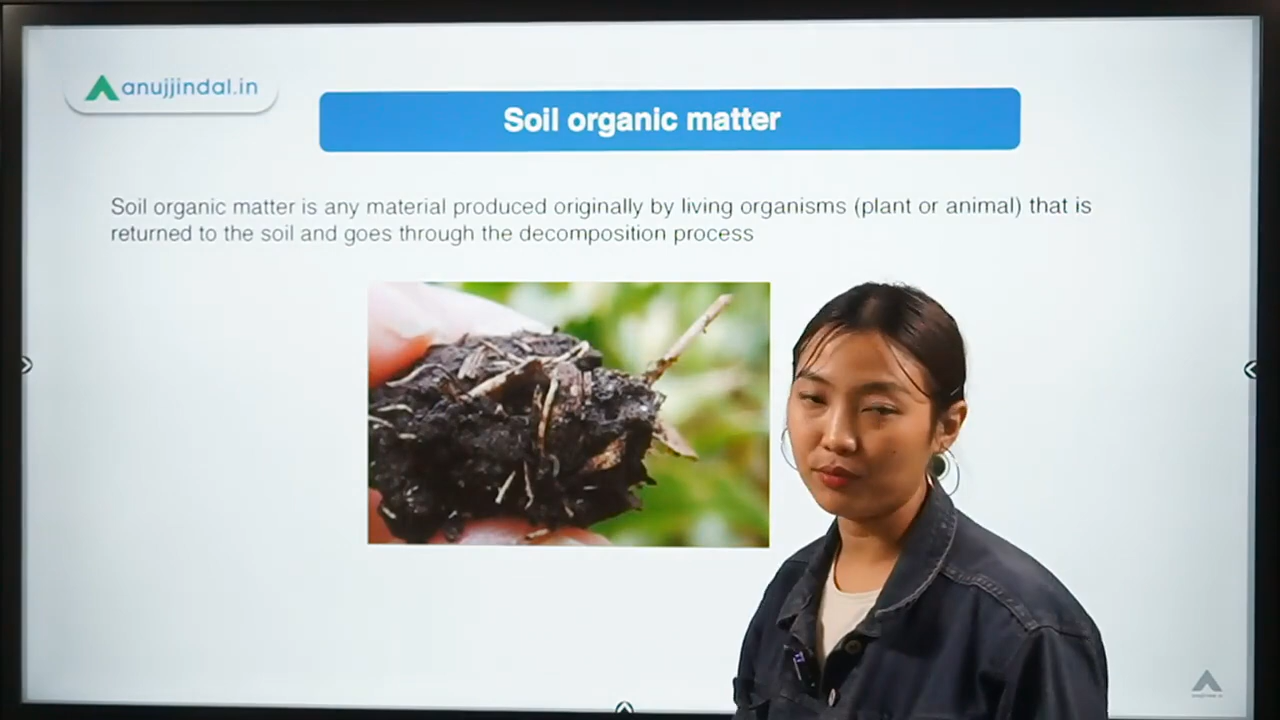 anujjindal.in
Soil organic matter
Soil organic matter is any material produced originally by living organisms (plant or animal) that is
returned to the soil and goes through the decomposition process